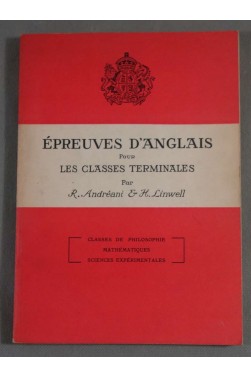 ÉPREUVES D'ANGLAIS
POUR
LES CLASSES TERMINALES
Par
R. Andréani & H. Linwell
CLASSES DE PHILOSOPHIE
MATHÉMATIQUES
SCIENCES EXPÉRIMENTALES